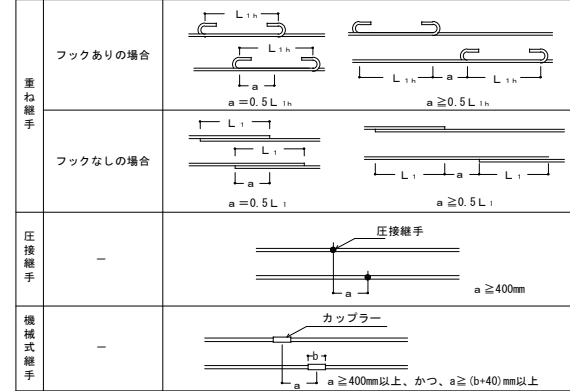 重ね継手
フックありの場合
L1h
L1h
a
a＝0.5L1h
L1h a L1h
a≧0.5L1h
フックなしの場合
L1
L1
a
a＝0.5L1
L1 a L1
a≧0.5L1
圧接継手
－
圧接継手
a
a≧400mm
機械式継手
－
カップラー
b
a
a≧400mm以上、かつ、a≧(b+40)mm以上